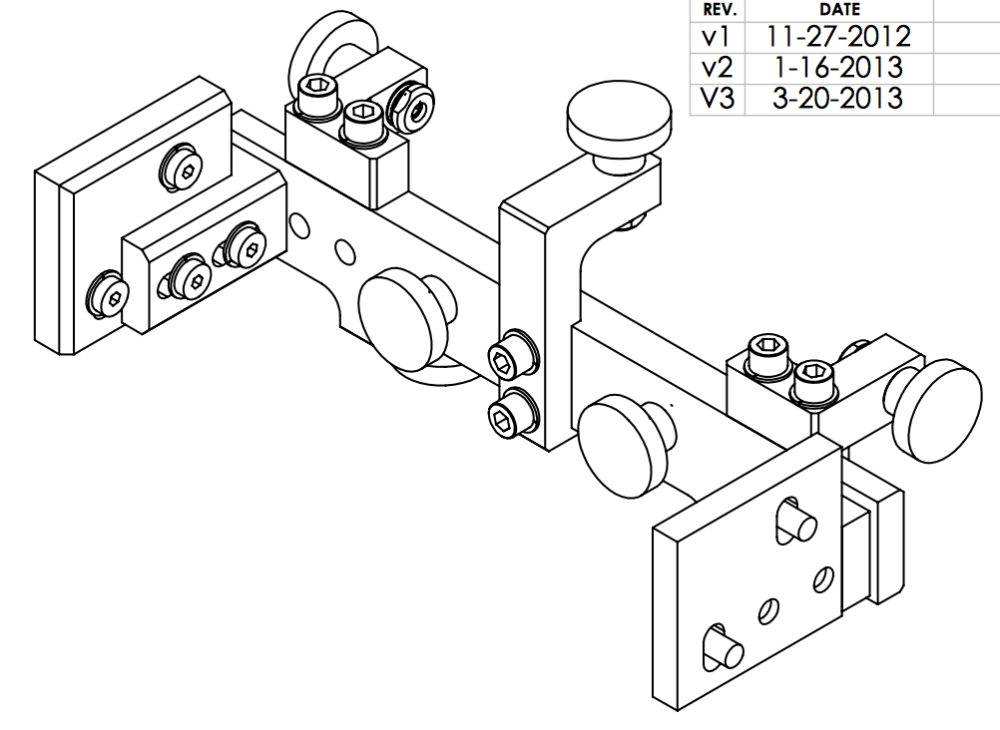 REV. DATE
v1 11-27-2012
v2 1-16-2013
V3 3-20-2013